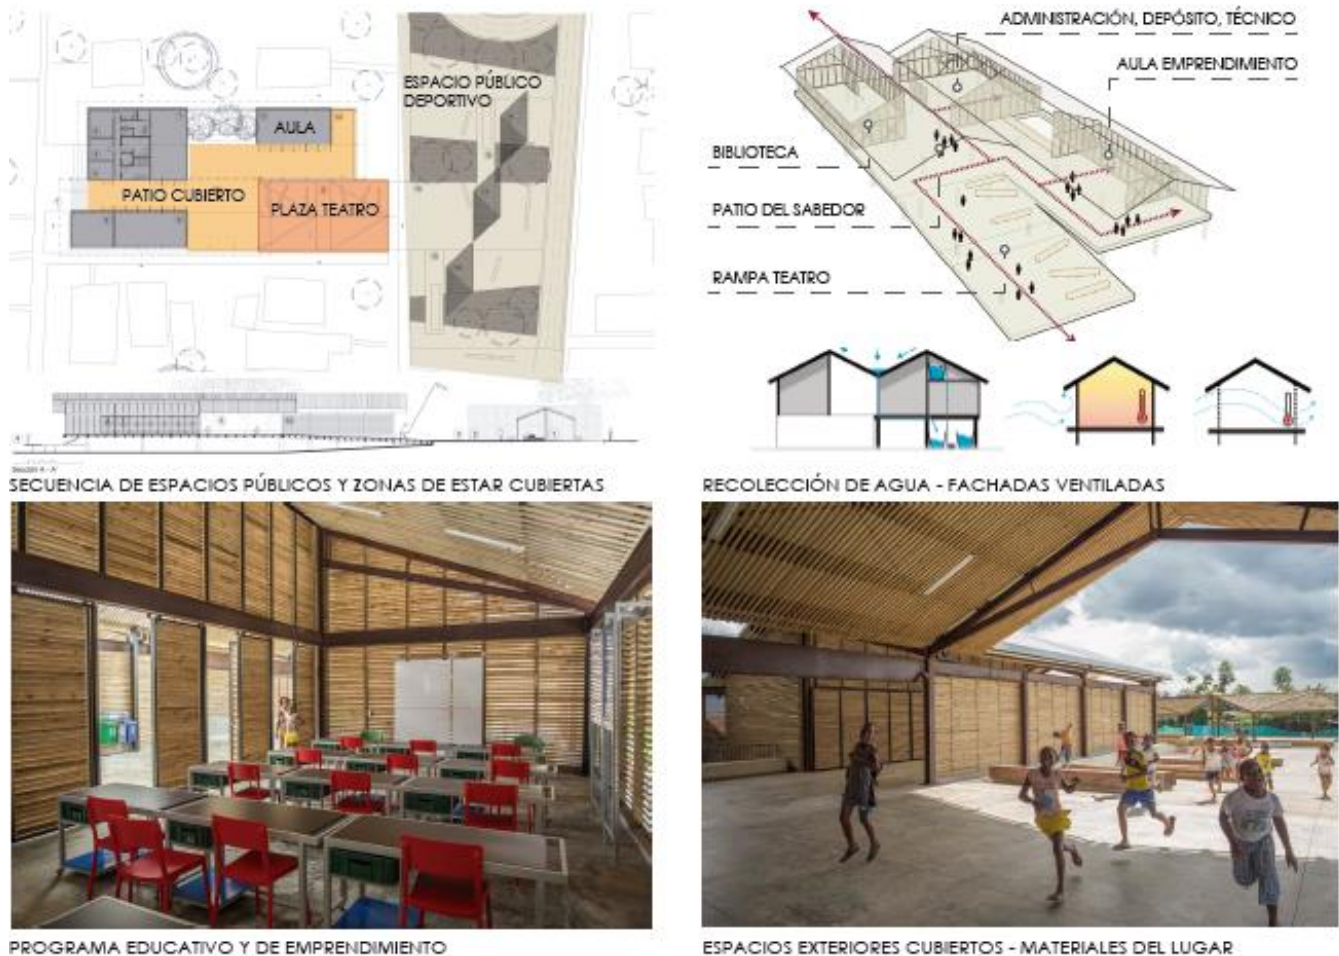 ESPACIO PÚBLICO
DEPORTIVO
AULA
PATIO CUBIERTO
PLAZA TEATRO
Sección A - A'
SECUENCIA DE ESPACIOS PÚBLICOS Y ZONAS DE ESTAR CUBIERTAS
ADMINISTRACIÓN, DEPÓSITO, TÉCNICO
AULA EMPRENDIMIENTO
BIBLIOTECA
PATIO DEL SABEDOR
RAMPA TEATRO
RECOLECCIÓN DE AGUA - FACHADAS VENTILADAS
PROGRAMA EDUCATIVO Y DE EMPRENDIMIENTO
ESPACIOS EXTERIORES CUBIERTOS - MATERIALES DEL LUGAR